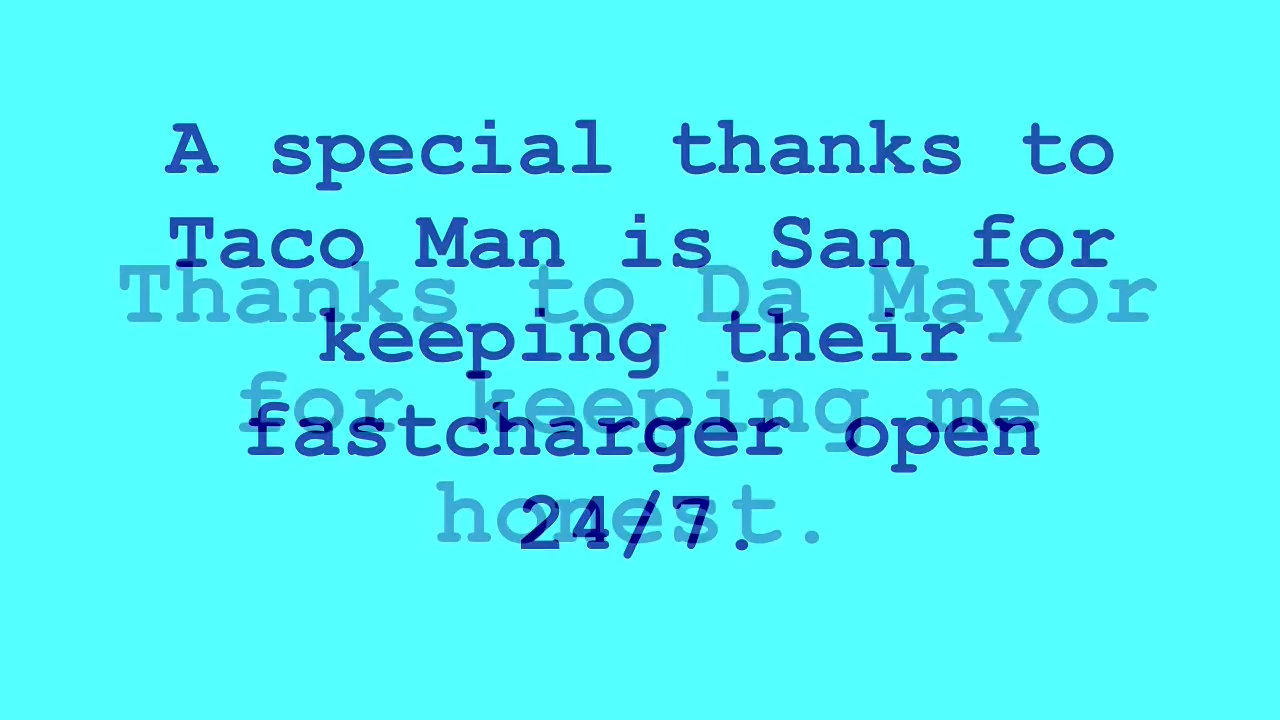 A special thanks to
Taco Man is San for
keeping their
fastcharger open
24/7.
Thanks to Da Mayor
for keeping me
honest.